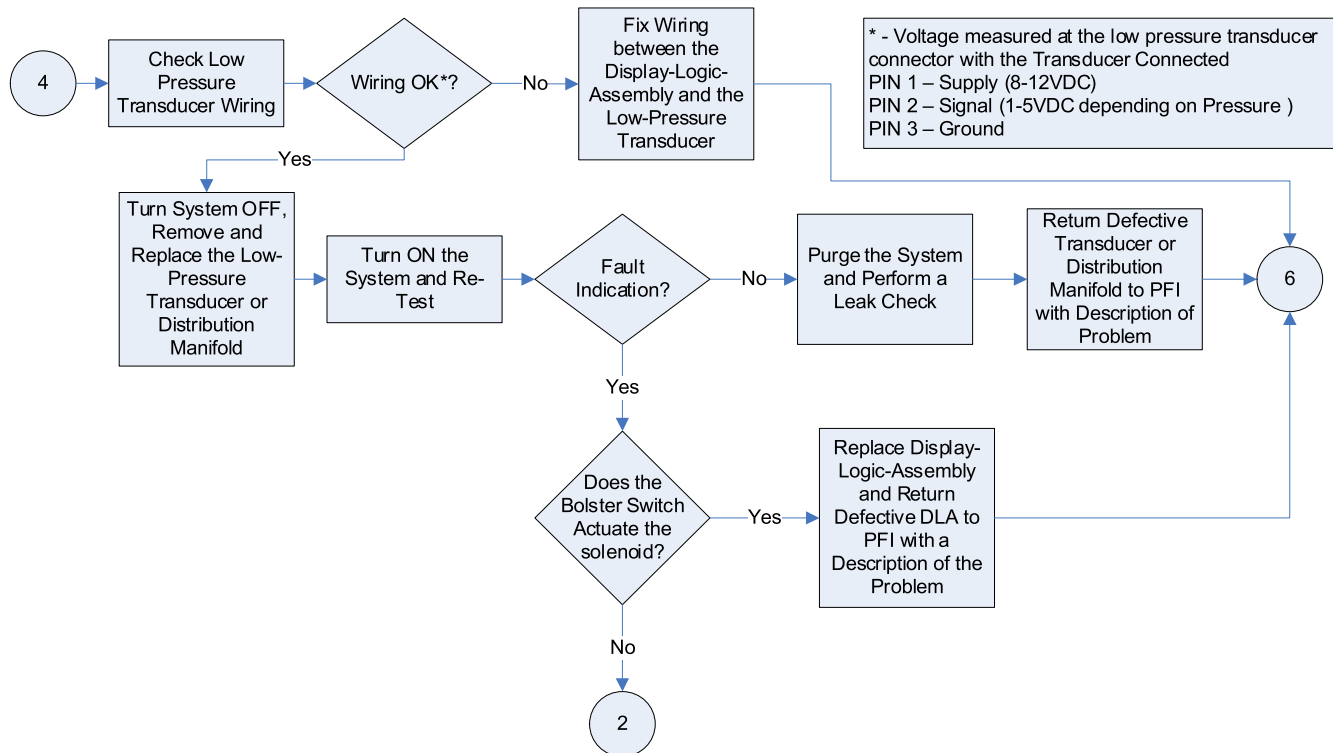 4
Check Low
Pressure
Transducer Wiring
Wiring OK*?
No
Fix Wiring
between the
Display-Logic-
Assembly and the
Low-Pressure
Transducer
* - Voltage measured at the low pressure transducer
connector with the Transducer Connected
PIN 1 – Supply (8-12VDC)
PIN 2 – Signal (1-5VDC depending on Pressure )
PIN 3 – Ground
Yes
Turn System OFF,
Remove and
Replace the Low-
Pressure
Transducer or
Distribution
Manifold
Turn ON the
System and Re-
Test
Fault
Indication?
No
Purge the System
and Perform a
Leak Check
Return Defective
Transducer or
Distribution
Manifold to PFI
with Description of
Problem
6
Yes
Does the
Bolster Switch
Actuate the
solenoid?
Yes
Replace Display-
Logic-Assembly
and Return
Defective DLA to
PFI with a
Description of the
Problem
No
2